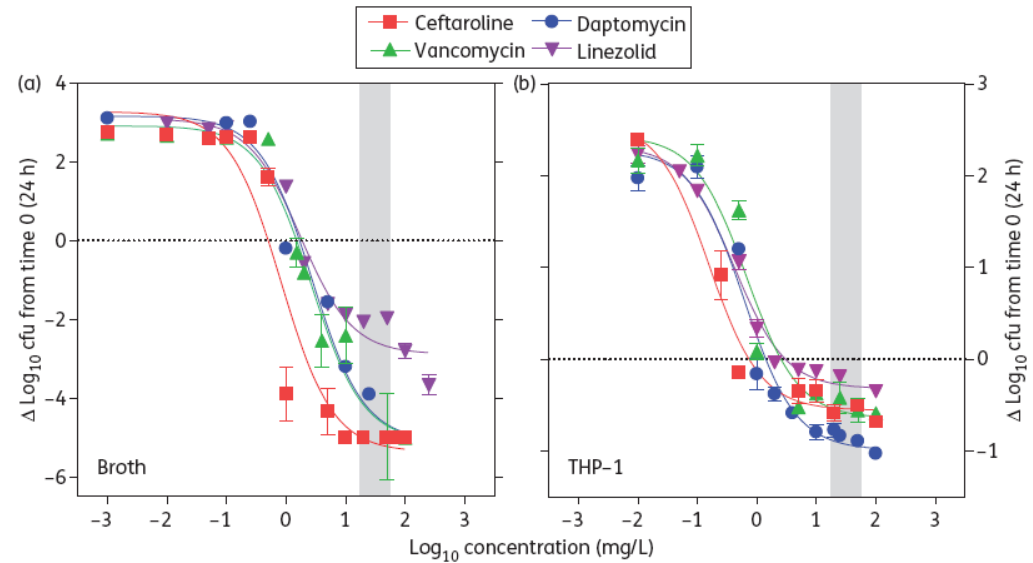 Ceftaroline Daptomycin
Vancomycin Linezolid
(a) (b)
4
2
0
−2
−4
−6
Δ Log10 cfu from time 0 (24 h)
Broth
−3 −2 −1 0 1 2 3
3
2
1
0
−1
Δ Log10 cfu from time 0 (24 h)
THP–1
−3 −2 −1 0 1 2 3
Log10 concentration (mg/L)